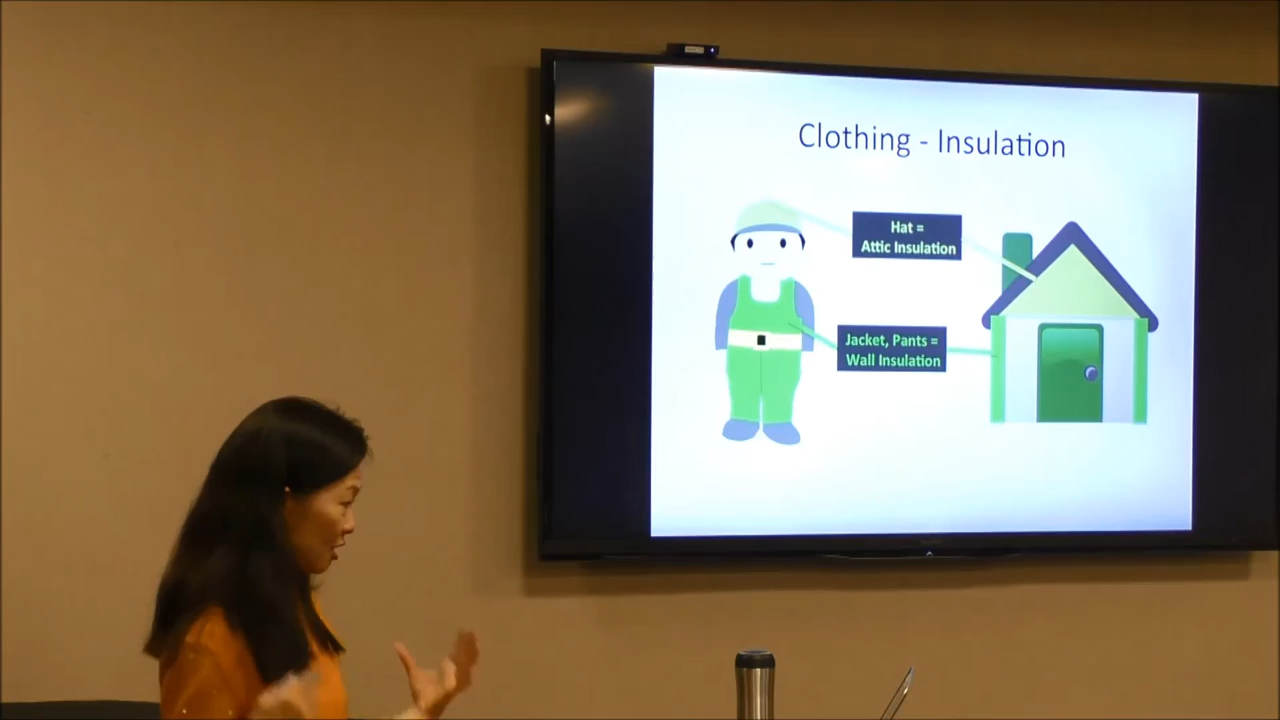 Clothing - Insulation
Hat =
Attic Insulation
Jacket, Pants =
Wall Insulation